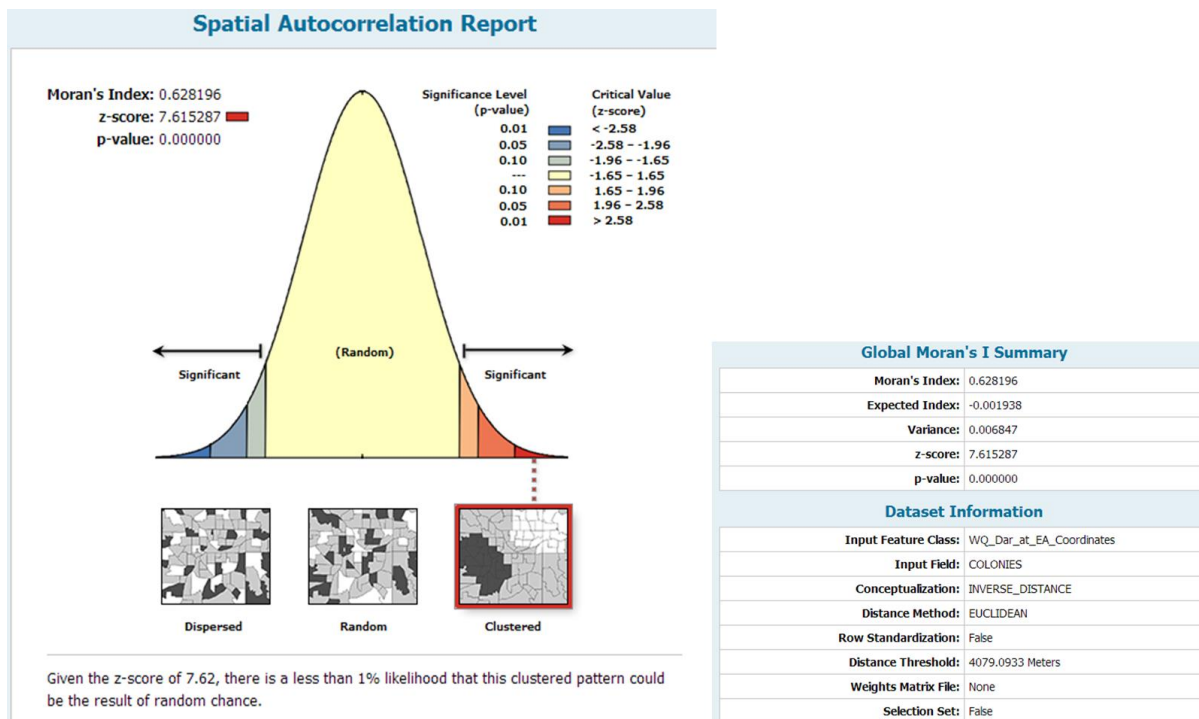 Spatial Autocorrelation Report
Moran's Index: 0.628196
z-score: 7.615287
p-value: 0.000000
Significance Level
(p-value)
Critical Value
(z-score)
0.01 < -2.58
0.05 -2.58 – -1.96
0.10 -1.96 – -1.65
--- -1.65 – 1.65
0.10 1.65 – 1.96
0.05 1.96 – 2.58
0.01 > 2.58
(Random)
Significant
Significant
Dispersed
Random
Clustered
Given the z-score of 7.62, there is a less than 1% likelihood that this clustered pattern could
be the result of random chance.
Global Moran's I Summary
Moran's Index: 0.628196
Expected Index: -0.001938
Variance: 0.006847
z-score: 7.615287
p-value: 0.000000
Dataset Information
Input Feature Class: WQ_Dar_at_EA_Coordinates
Input Field: COLONIES
Conceptualization: INVERSE_DISTANCE
Distance Method: EUCLIDEAN
Row Standardization: False
Distance Threshold: 4079.0933 Meters
Weights Matrix File: None
Selection Set: False